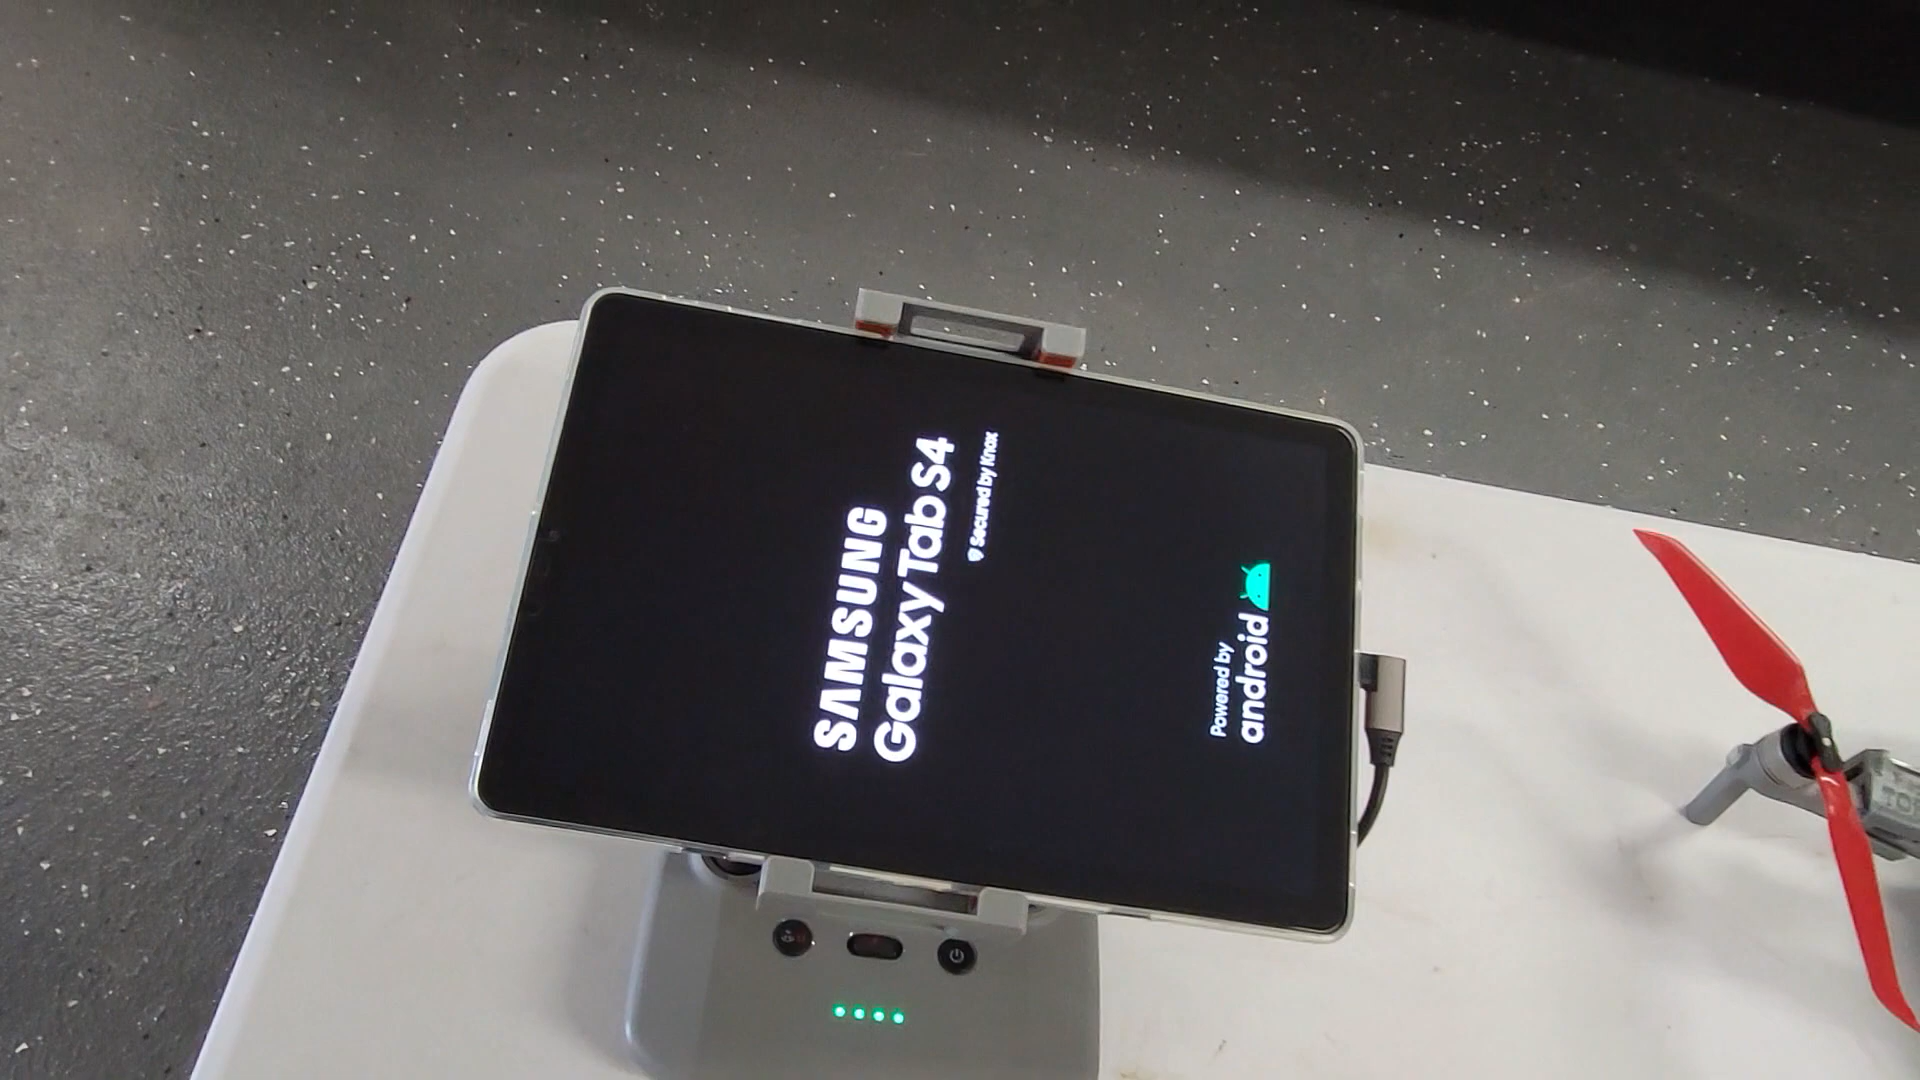 SAMSUNG
Galaxy Tab S4
Secured by Knox
Powered by
android